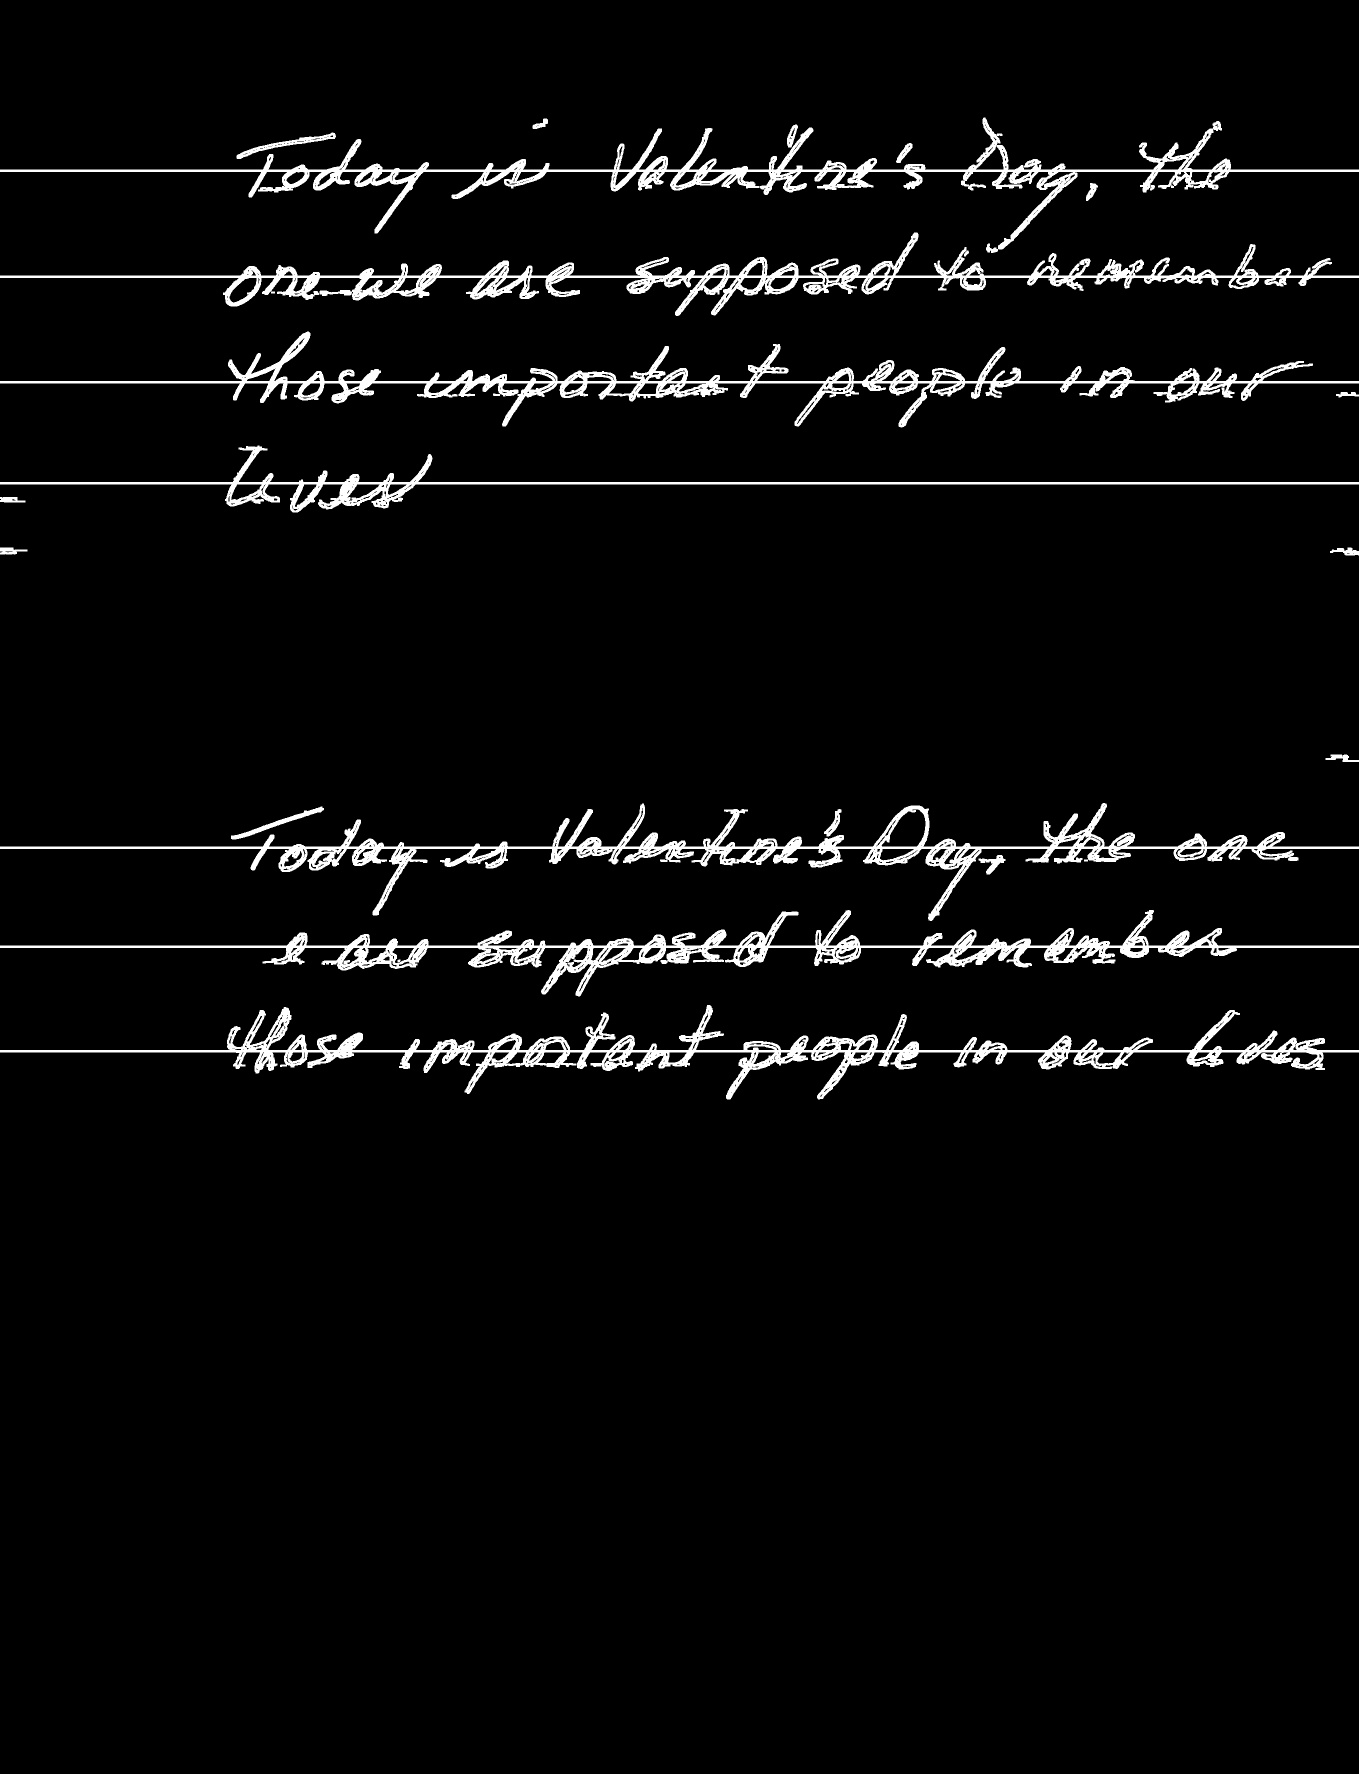 Today is Valentine's Day, the
one we are supposed to remember
those important people in our
lives
Today is Valentine's Day, the one
e are supposed to remember
those important people in our lives